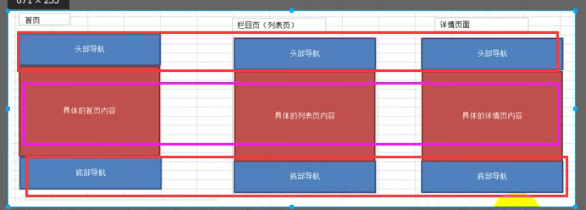 671 × 253
首页
栏目页（列表页）
详情页面
头部导航
头部导航
头部导航
具体的首页内容
具体的列表页内容
具体的详情页内容
底部导航
底部导航
底部导航